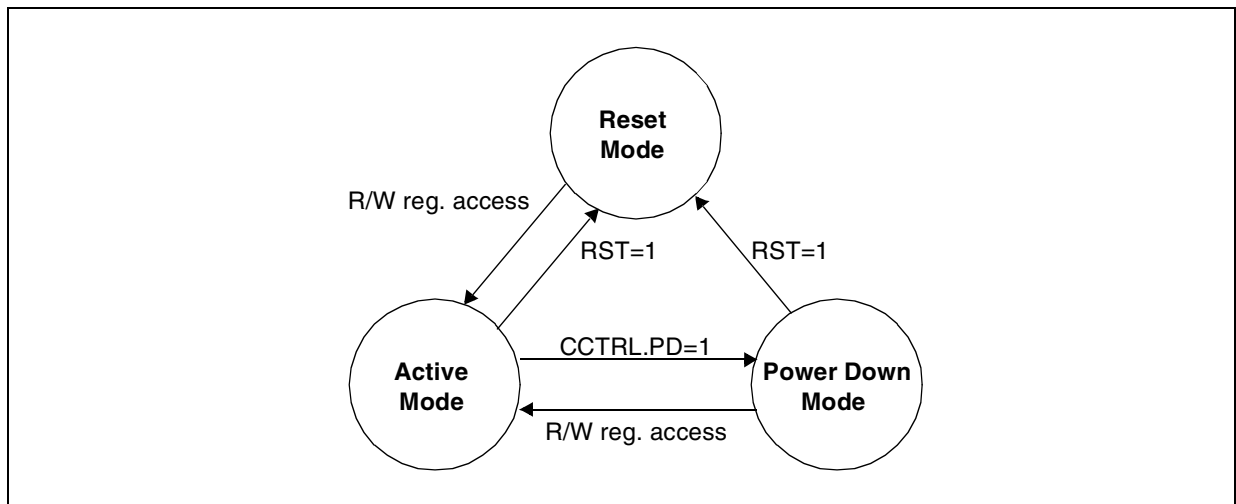 Reset
Mode
R/W reg. access
RST=1
RST=1
CCTRL.PD=1
Active
Mode
Power Down
Mode
R/W reg. access